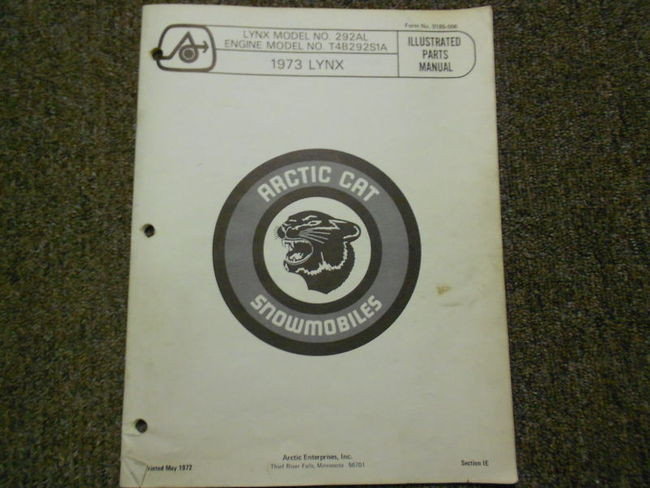 Form No. 0185-006
LYNX MODEL NO. 292AL
ENGINE MODEL NO. T4B292S1A
1973 LYNX
ILLUSTRATED
PARTS
MANUAL
ARCTIC CAT
SNOWMOBILES
Printed May 1972
Arctic Enterprises, Inc.
Thief River Falls, Minnesota 56701
Section IE